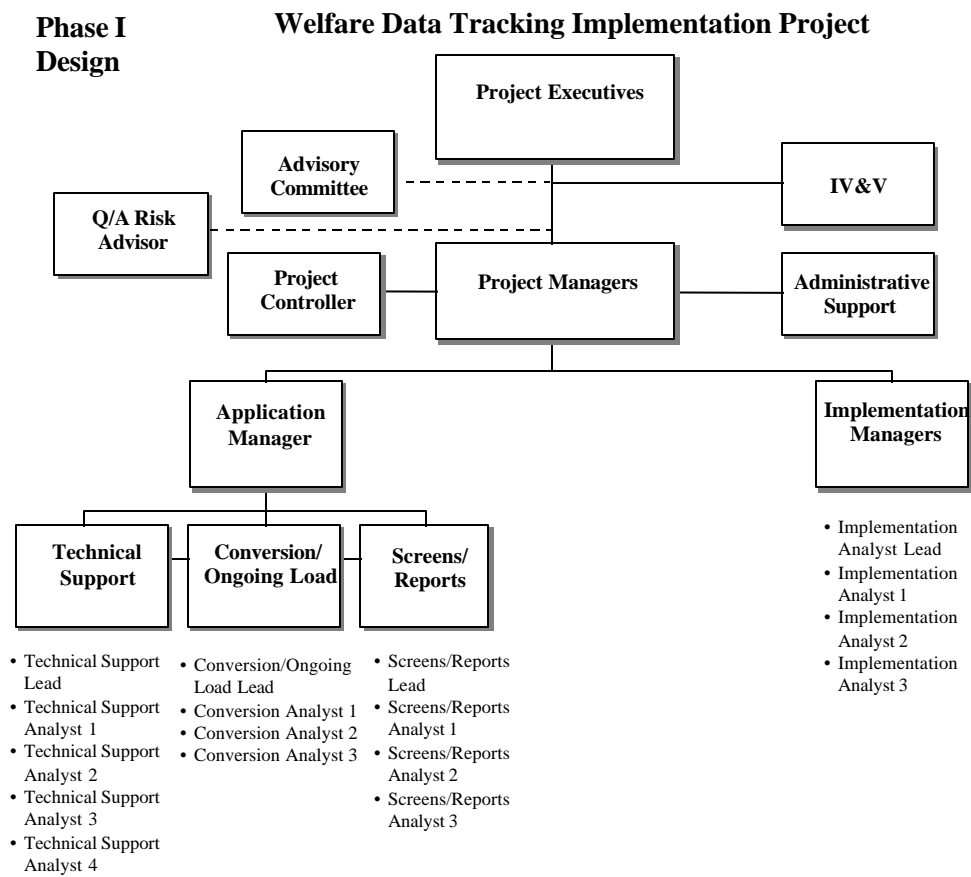 Phase I
Design
Welfare Data Tracking Implementation Project
Project Executives
Advisory
Committee
IV&V
Q/A Risk
Advisor
Project
Controller
Project Managers
Administrative
Support
Application
Manager
Implementation
Managers
Technical
Support
Conversion/
Ongoing Load
Screens/
Reports
• Implementation
Analyst Lead
• Implementation
Analyst 1
• Implementation
Analyst 2
• Implementation
Analyst 3
• Technical Support
Lead
• Technical Support
Analyst 1
• Technical Support
Analyst 2
• Technical Support
Analyst 3
• Technical Support
Analyst 4
• Conversion/Ongoing
Load Lead
• Conversion Analyst 1
• Conversion Analyst 2
• Conversion Analyst 3
• Screens/Reports
Lead
• Screens/Reports
Analyst 1
• Screens/Reports
Analyst 2
• Screens/Reports
Analyst 3